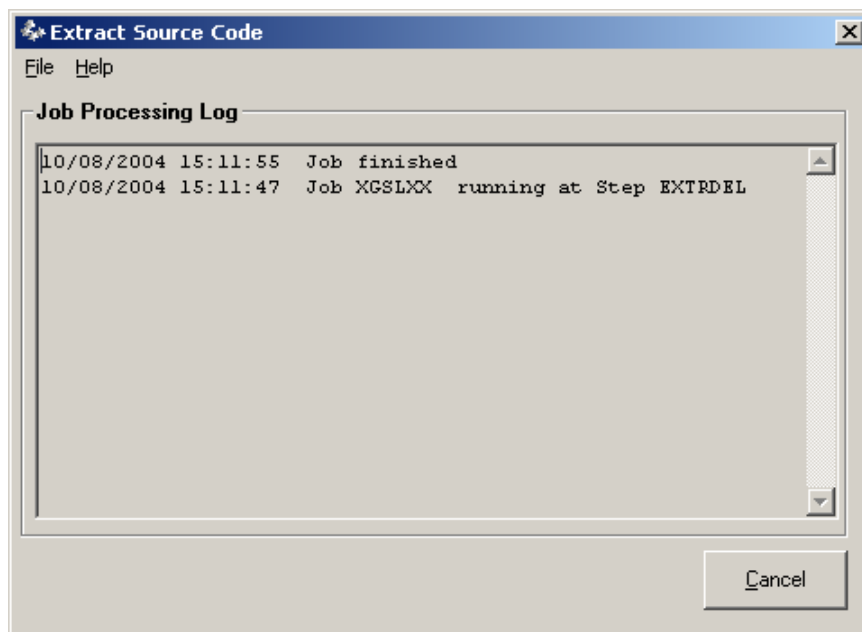 Extract Source Code
File Help
Job Processing Log
10/08/2004 15:11:55 Job finished
10/08/2004 15:11:47 Job XGSLXX running at Step EXTRDEL
Cancel